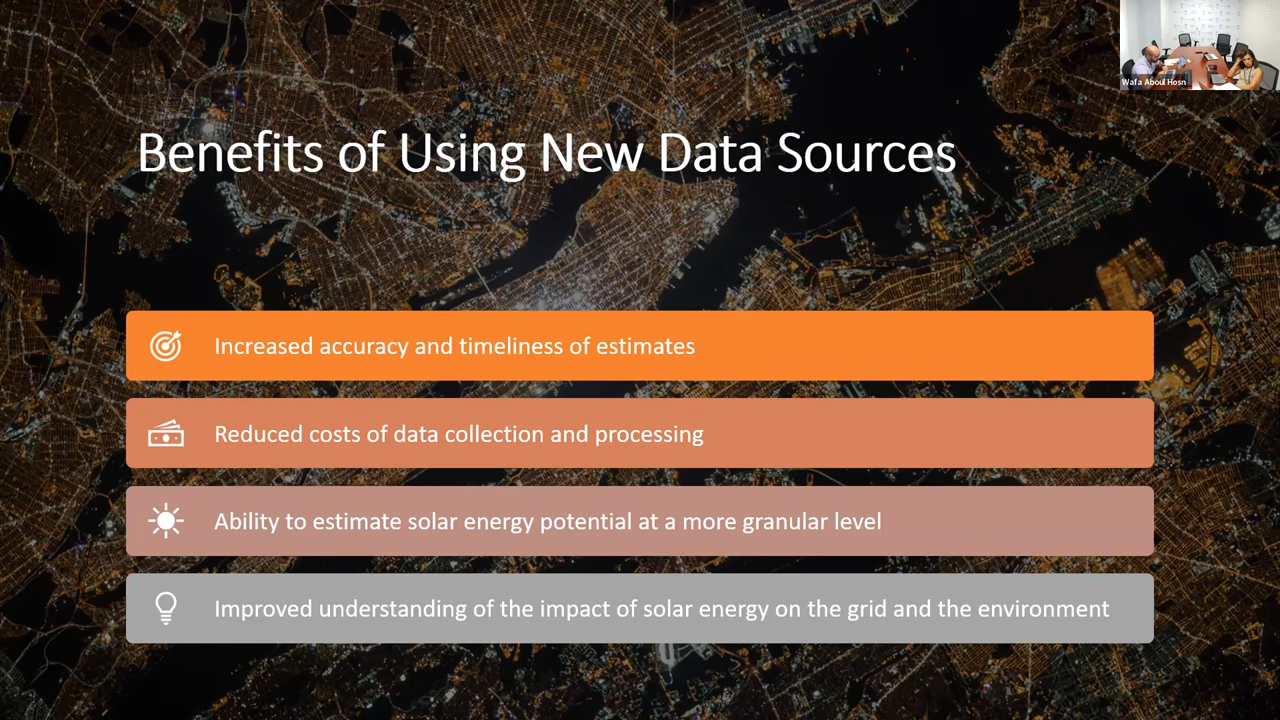 Wafa Aboul Hosn
Benefits of Using New Data Sources
Increased accuracy and timeliness of estimates
Reduced costs of data collection and processing
Ability to estimate solar energy potential at a more granular level
Improved understanding of the impact of solar energy on the grid and the environment